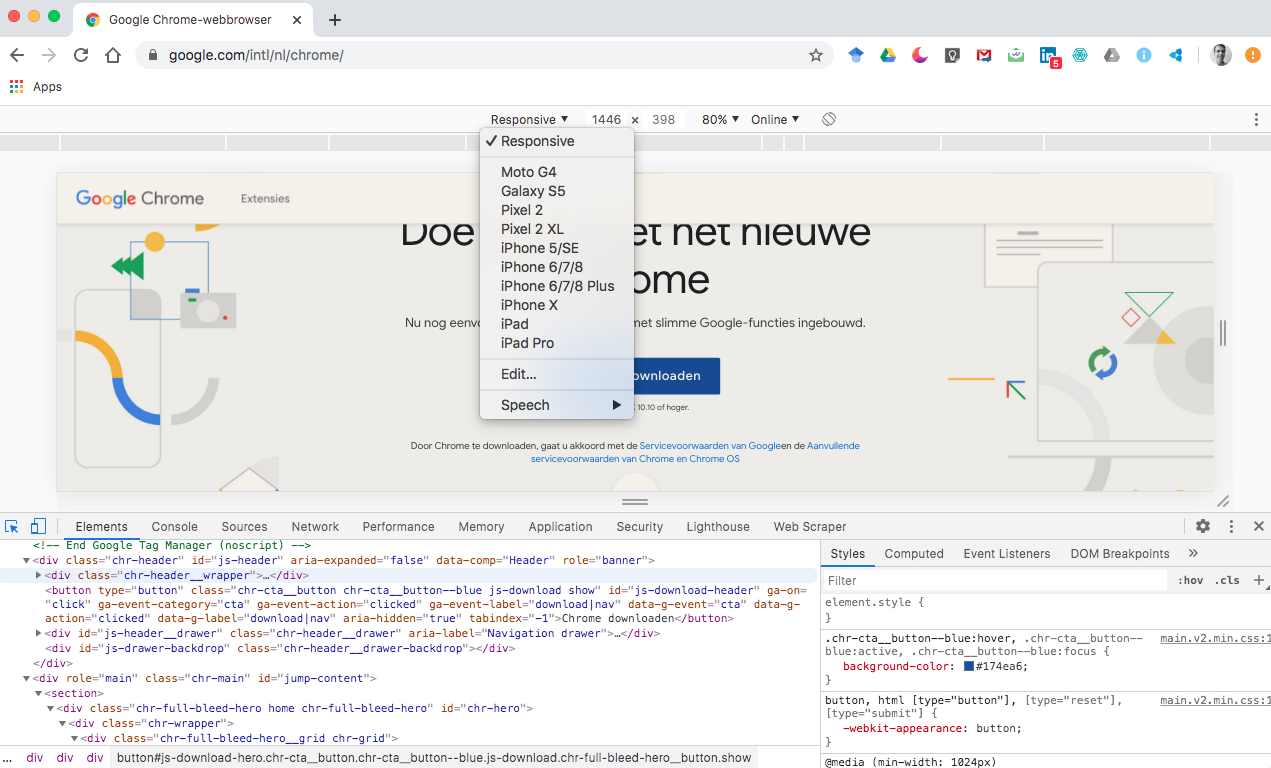 Google Chrome-webbrowser
google.com/intl/nl/chrome/
5
Apps
Responsive ▼ 1446 × 398 80% ▼ Online ▼
✓ Responsive
Moto G4
Galaxy S5
Pixel 2
Pixel 2 XL
iPhone 5/SE
iPhone 6/7/8
iPhone 6/7/8 Plus
iPhone X
iPad
iPad Pro
Edit...
Speech
Google Chrome Extensies
Doe et het nieuwe
ome
Nu nog eenvo met slimme Google-functies ingebouwd.
ownloaden
10.10 of hoger.
Door Chrome te downloaden, gaat u akkoord met de Servicevoorwaarden van Googleen de Aanvullende
servicevoorwaarden van Chrome en Chrome OS
Elements Console Sources Network Performance Memory Application Security Lighthouse Web Scraper
<!-- End Google Tag Manager (noscript) -->
▼<div class="chr-header" id="js-header" aria-expanded="false" data-comp="Header" role="banner">
▶<div class="chr-header__wrapper">…</div>
<button type="button" class="chr-cta__button chr-cta__button--blue js-download show" id="js-download-header" ga-on=
"click" ga-event-category="cta" ga-event-action="clicked" ga-event-label="download|nav" data-g-event="cta" data-g-
action="clicked" data-g-label="download|nav" aria-hidden="true" tabindex="-1">Chrome downloaden</button>
▶<div id="js-header__drawer" class="chr-header__drawer" aria-label="Navigation drawer">…</div>
<div id="js-drawer-backdrop" class="chr-header__drawer-backdrop"></div>
</div>
▼<div role="main" class="chr-main" id="jump-content">
▼<section>
▼<div class="chr-full-bleed-hero home chr-full-bleed-hero" id="chr-hero">
▼<div class="chr-wrapper">
▼<div class="chr-full-bleed-hero__grid chr-grid">
... div div div button#js-download-hero.chr-cta__button.chr-cta__button--blue.js-download.chr-full-bleed-hero__button.show
Styles Computed Event Listeners DOM Breakpoints »
Filter :hov .cls +
element.style {
}
.chr-cta__button--blue:hover, .chr-cta__button-- main.v2.min.css:1
blue:active, .chr-cta__button--blue:focus {
background-color: #174ea6;
}
button, html [type="button"], [type="reset"], main.v2.min.css:1
[type="submit"] {
-webkit-appearance: button;
}
@media (min-width: 1024px)